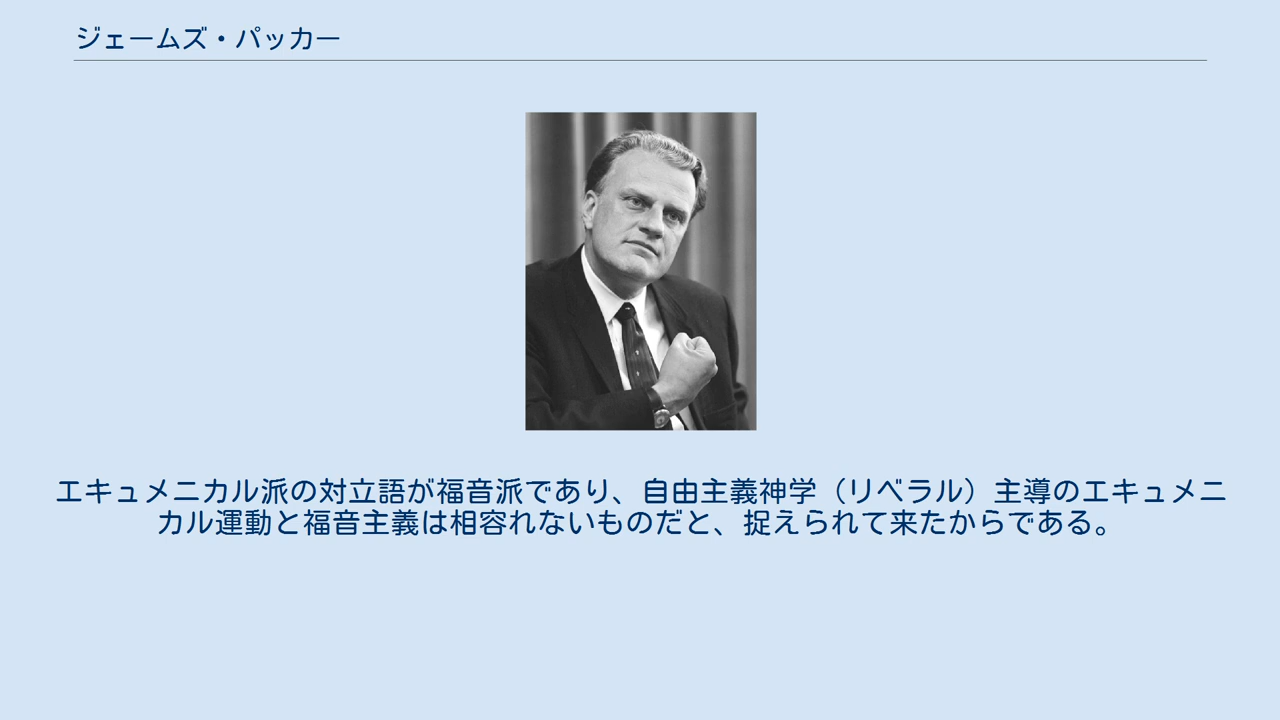 ジェームズ・パッカー
エキュメニカル派の対立語が福音派であり、自由主義神学（リベラル）主導のエキュメニ
カル運動と福音主義は相容れないものだと、捉えられて来たからである。